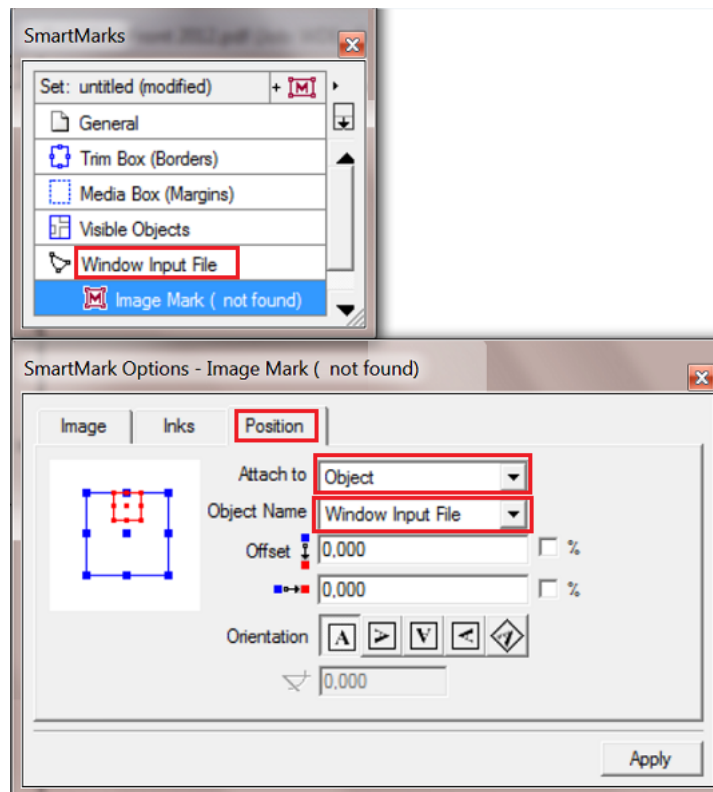 SmartMarks
Set: untitled (modified)
General
Trim Box (Borders)
Media Box (Margins)
Visible Objects
Window Input File
Image Mark ( not found)
SmartMark Options - Image Mark ( not found)
Image Inks Position
Attach to Object
Object Name Window Input File
Offset 0,000 %
0,000 %
Orientation A A A A A
0,000
Apply